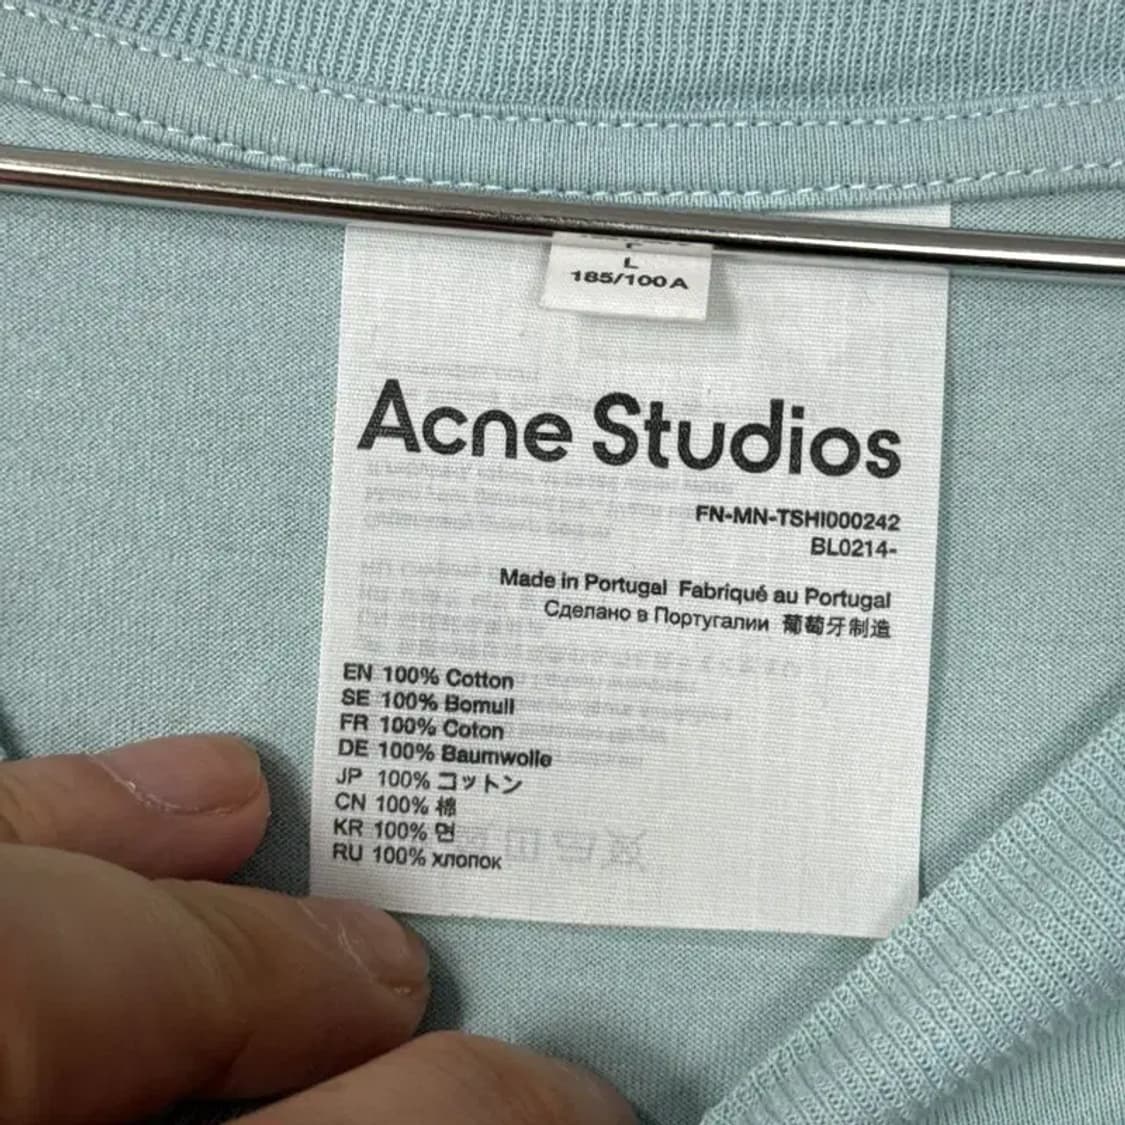 L
185/100A
Acne Studios
FN-MN-TSHI000242
BL0214-
Made in Portugal Fabriqué au Portugal
Сделано в Португалии 葡萄牙制造
EN 100% Cotton
SE 100% Bomull
FR 100% Coton
DE 100% Baumwolle
JP 100% コットン
CN 100% 棉
KR 100% 면
RU 100% хлопок